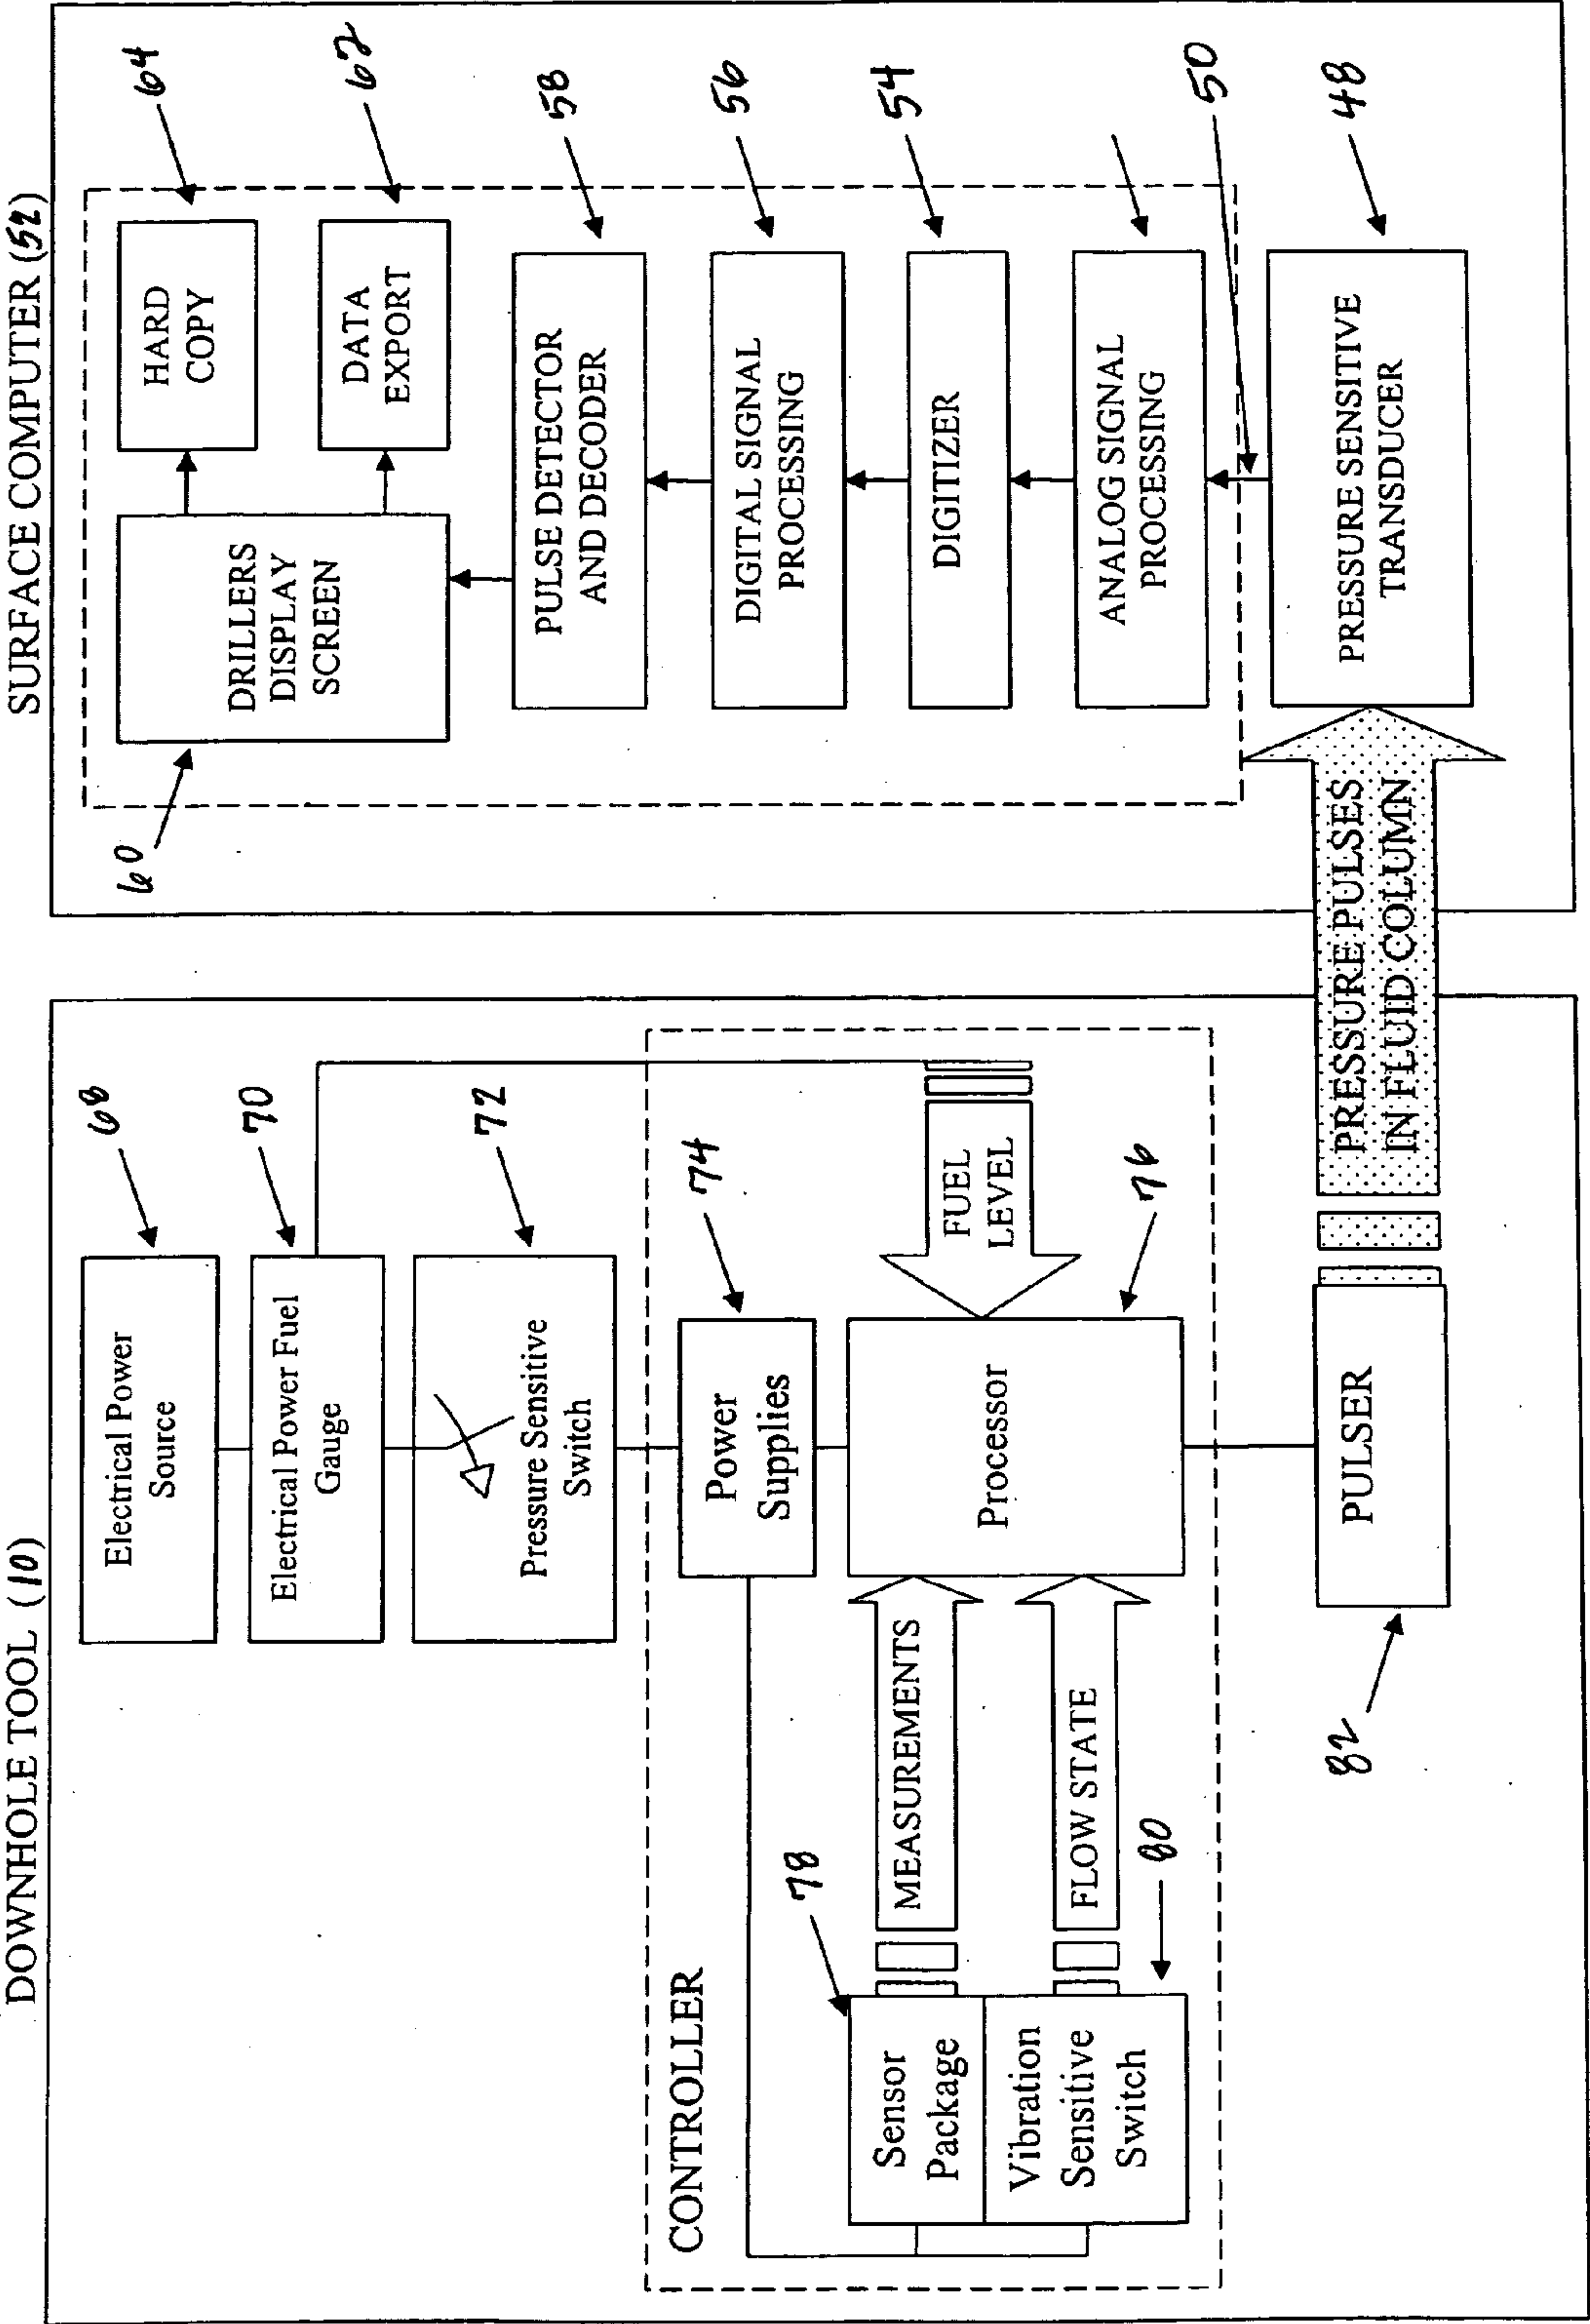 DOWNHOLE TOOL (10)
Electrical Power
Source
68
Electrical Power Fuel
Gauge
70
Pressure Sensitive
Switch
72
CONTROLLER
Power
Supplies
74
78
Sensor
Package
MEASUREMENTS
Processor
FUEL
LEVEL
Vibration
Sensitive
Switch
FLOW STATE
80
76
PULSER
82
PRESSURE PULSES
IN FLUID COLUMN
SURFACE COMPUTER (52)
60
DRILLERS
DISPLAY
SCREEN
HARD
COPY
64
DATA
EXPORT
62
PULSE DETECTOR
AND DECODER
58
DIGITAL SIGNAL
PROCESSING
56
DIGITIZER
54
ANALOG SIGNAL
PROCESSING
50
PRESSURE SENSITIVE
TRANSDUCER
48